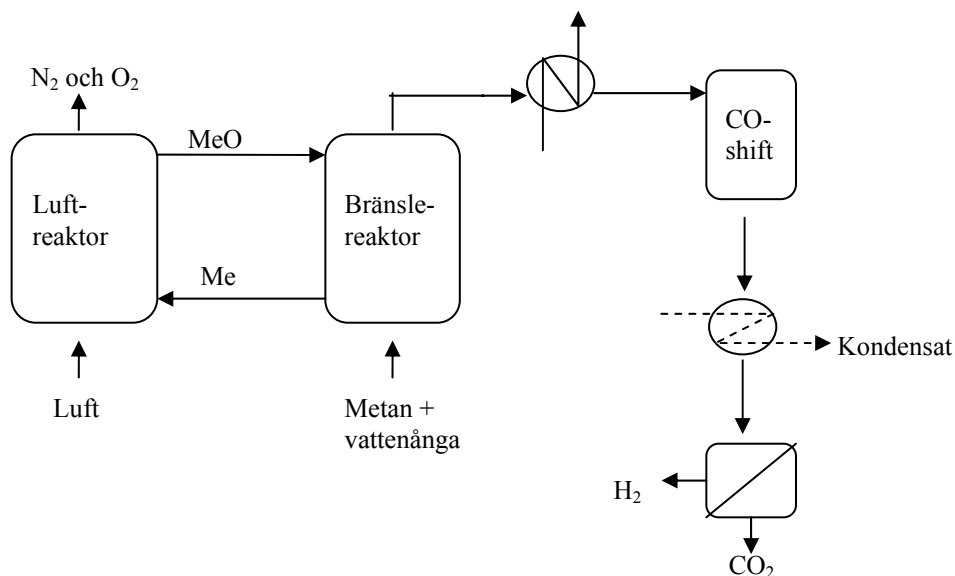 N₂ och O₂
MeO
CO-
shift
Luft-
reaktor
Bränsle-
reaktor
Me
Kondensat
Luft
Metan +
vattenånga
H₂
CO₂